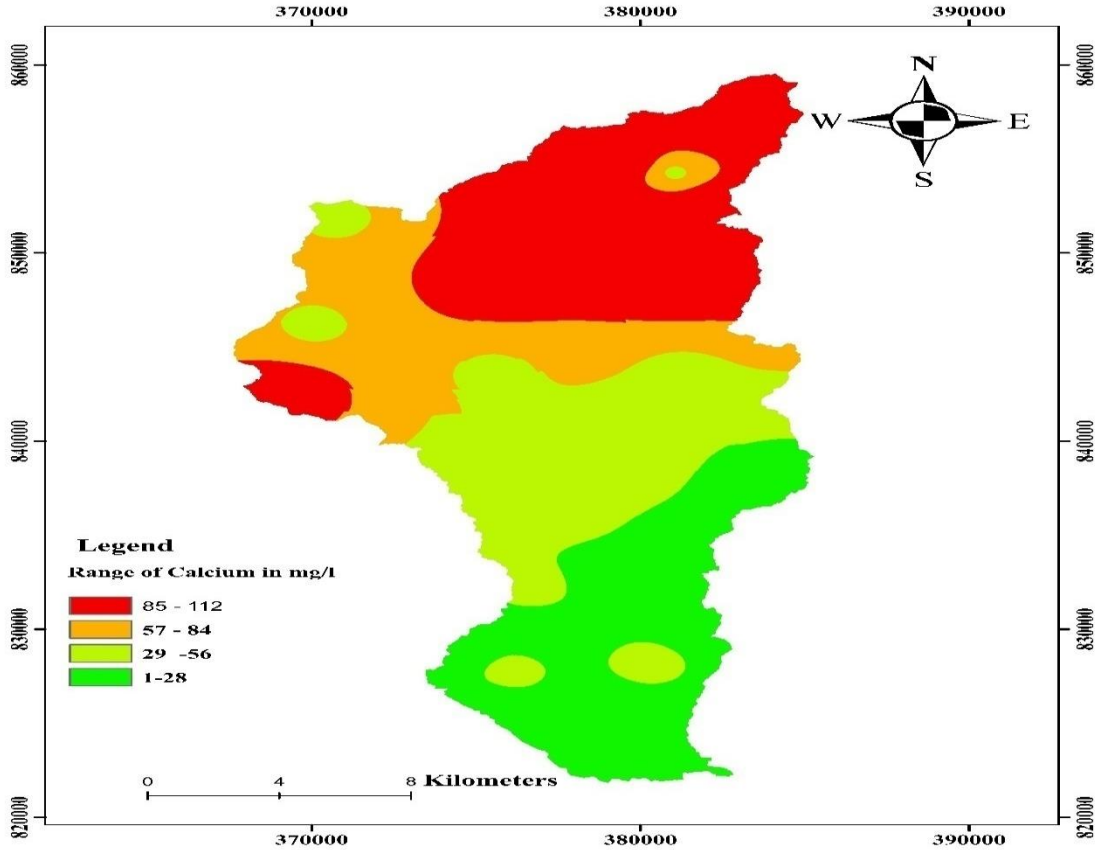 370000 380000 390000
860000 860000
N
W E
S
850000 850000
840000 840000
Legend
Range of Calcium in mg/l
85 - 112
57 - 84
29 -56
1-28
830000 830000
0 4 8 Kilometers
820000 820000
370000 380000 390000